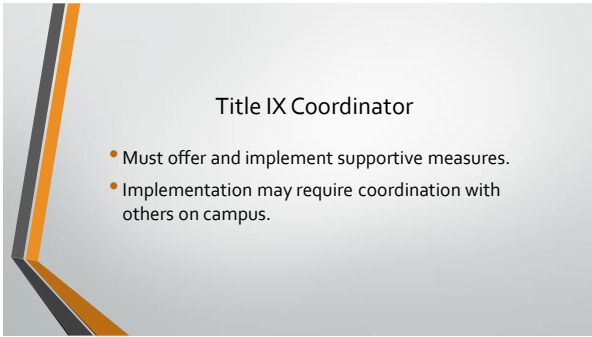 Title IX Coordinator
• Must offer and implement supportive measures.
• Implementation may require coordination with
others on campus.